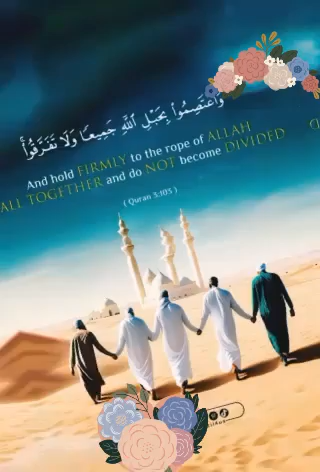 وَاعْتَصِمُوا۟ بِحَبْلِ ٱللَّهِ جَمِيعًا وَلَا تَفَرَّقُوا۟ۚ
And hold FIRMLY to the rope of ALLAH
ALL TOGETHER and do NOT become DIVIDED
( Quran 3:103 )